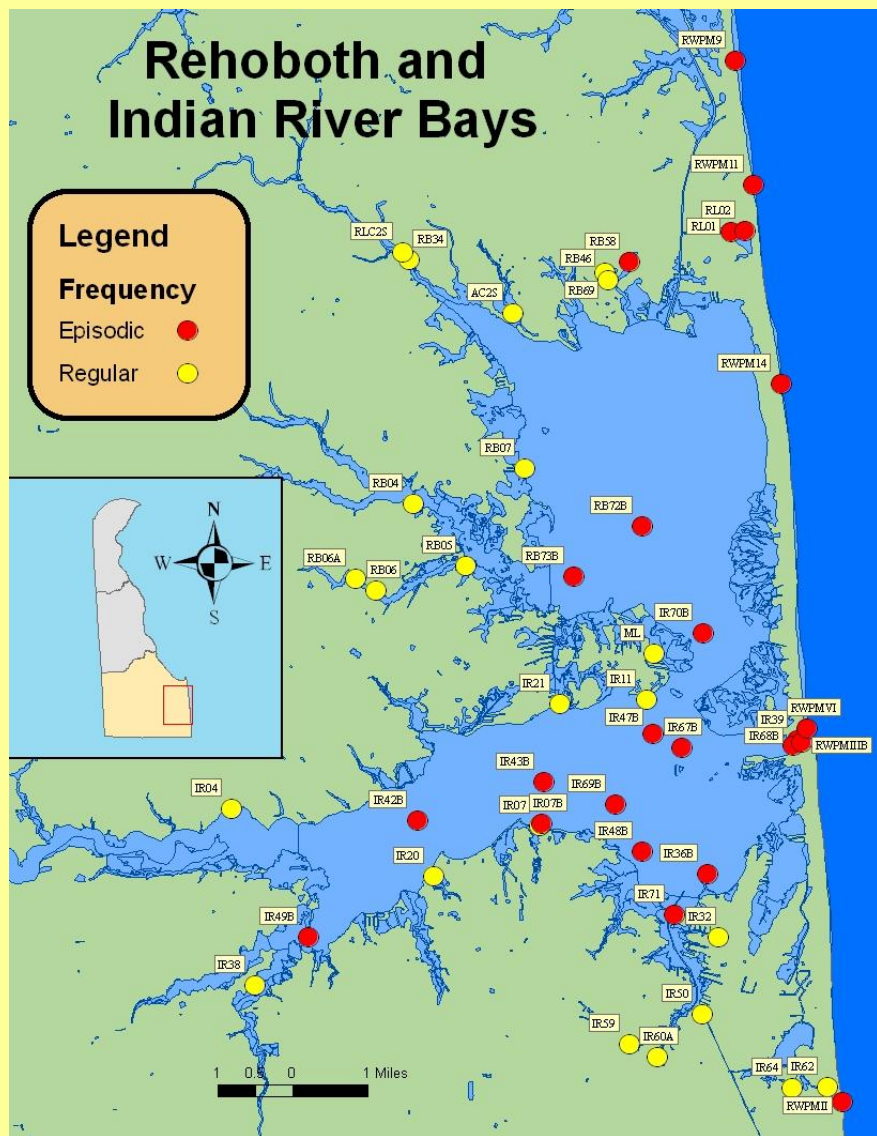 Rehoboth and
Indian River Bays
Legend
Frequency
Episodic
Regular
RWPM9
RWPM11
RL02
RL01
RLC2S
RB34
RB58
RB46
RB69
AC2S
RWPM14
RB07
RB04
RB72B
RB05
RB73B
RB06A
RB06
N
W
E
S
IR70B
ML
IR21
IR11
IR47B
IR67B
IR39
RWPMVI
IR68B
RWPMIIIB
IR43B
IR69B
IR04
IR42B
IR07
IR07B
IR48B
IR20
IR36B
IR71
IR32
IR49B
IR38
IR50
IR59
IR60A
IR64
IR62
RWPMII
1 0.5 0 1 Miles